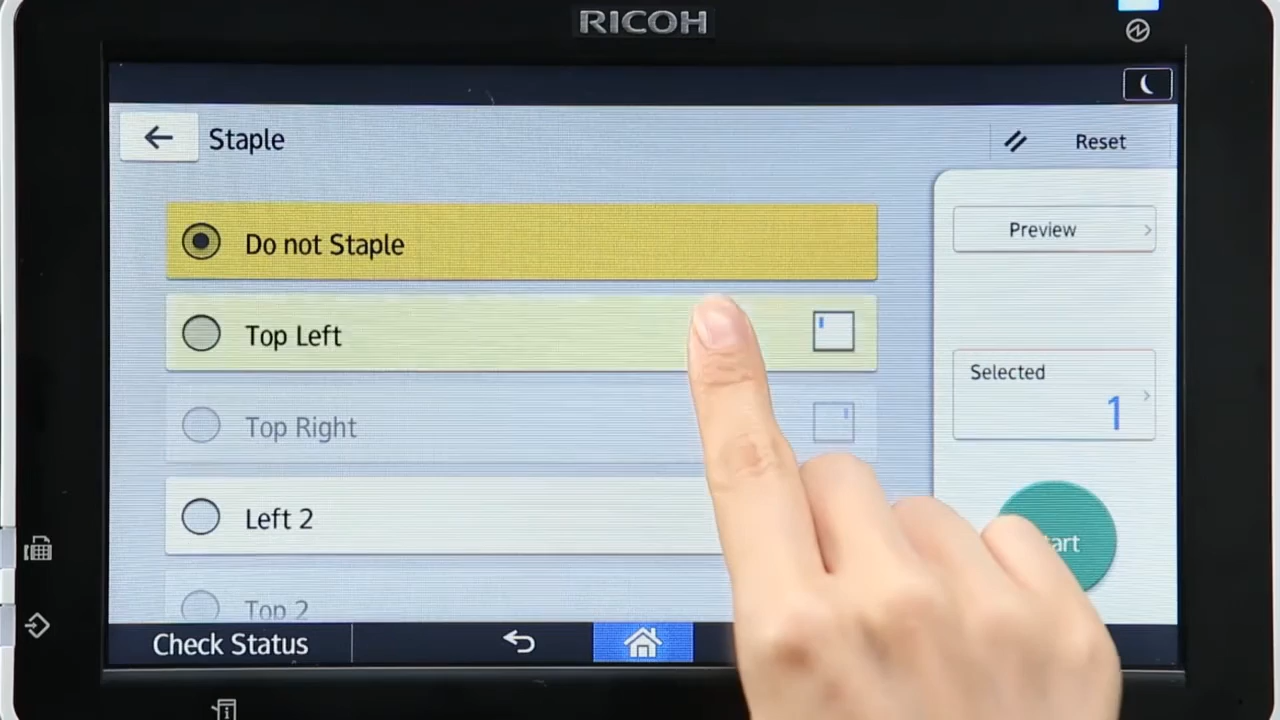 RICOH
Staple
Reset
Do not Staple
Preview
Top Left
Selected
1
Top Right
Left 2
art
Top 2
Check Status